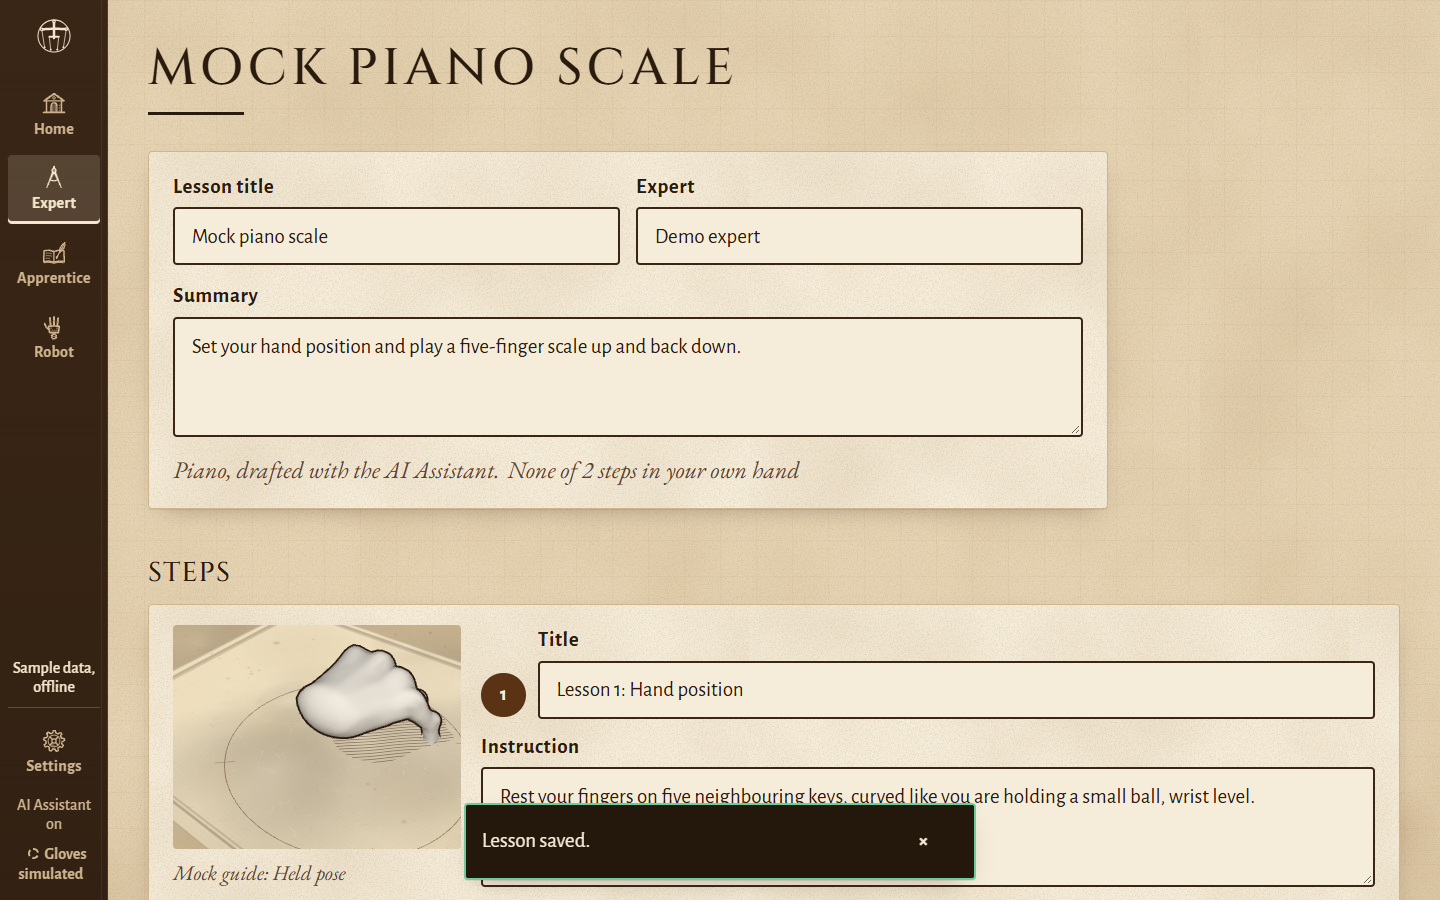 MOCK PIANO SCALE
Home
Expert
Apprentice
Robot
Sample data,
offline
Settings
AI Assistant
on
Gloves
simulated
Lesson title
Mock piano scale
Expert
Demo expert
Summary
Set your hand position and play a five-finger scale up and back down.
Piano, drafted with the AI Assistant. None of 2 steps in your own hand
STEPS
1
Title
Lesson 1: Hand position
Instruction
Rest your fingers on five neighbouring keys, curved like you are holding a small ball, wrist level.
Mock guide: Held pose
Lesson saved.
×